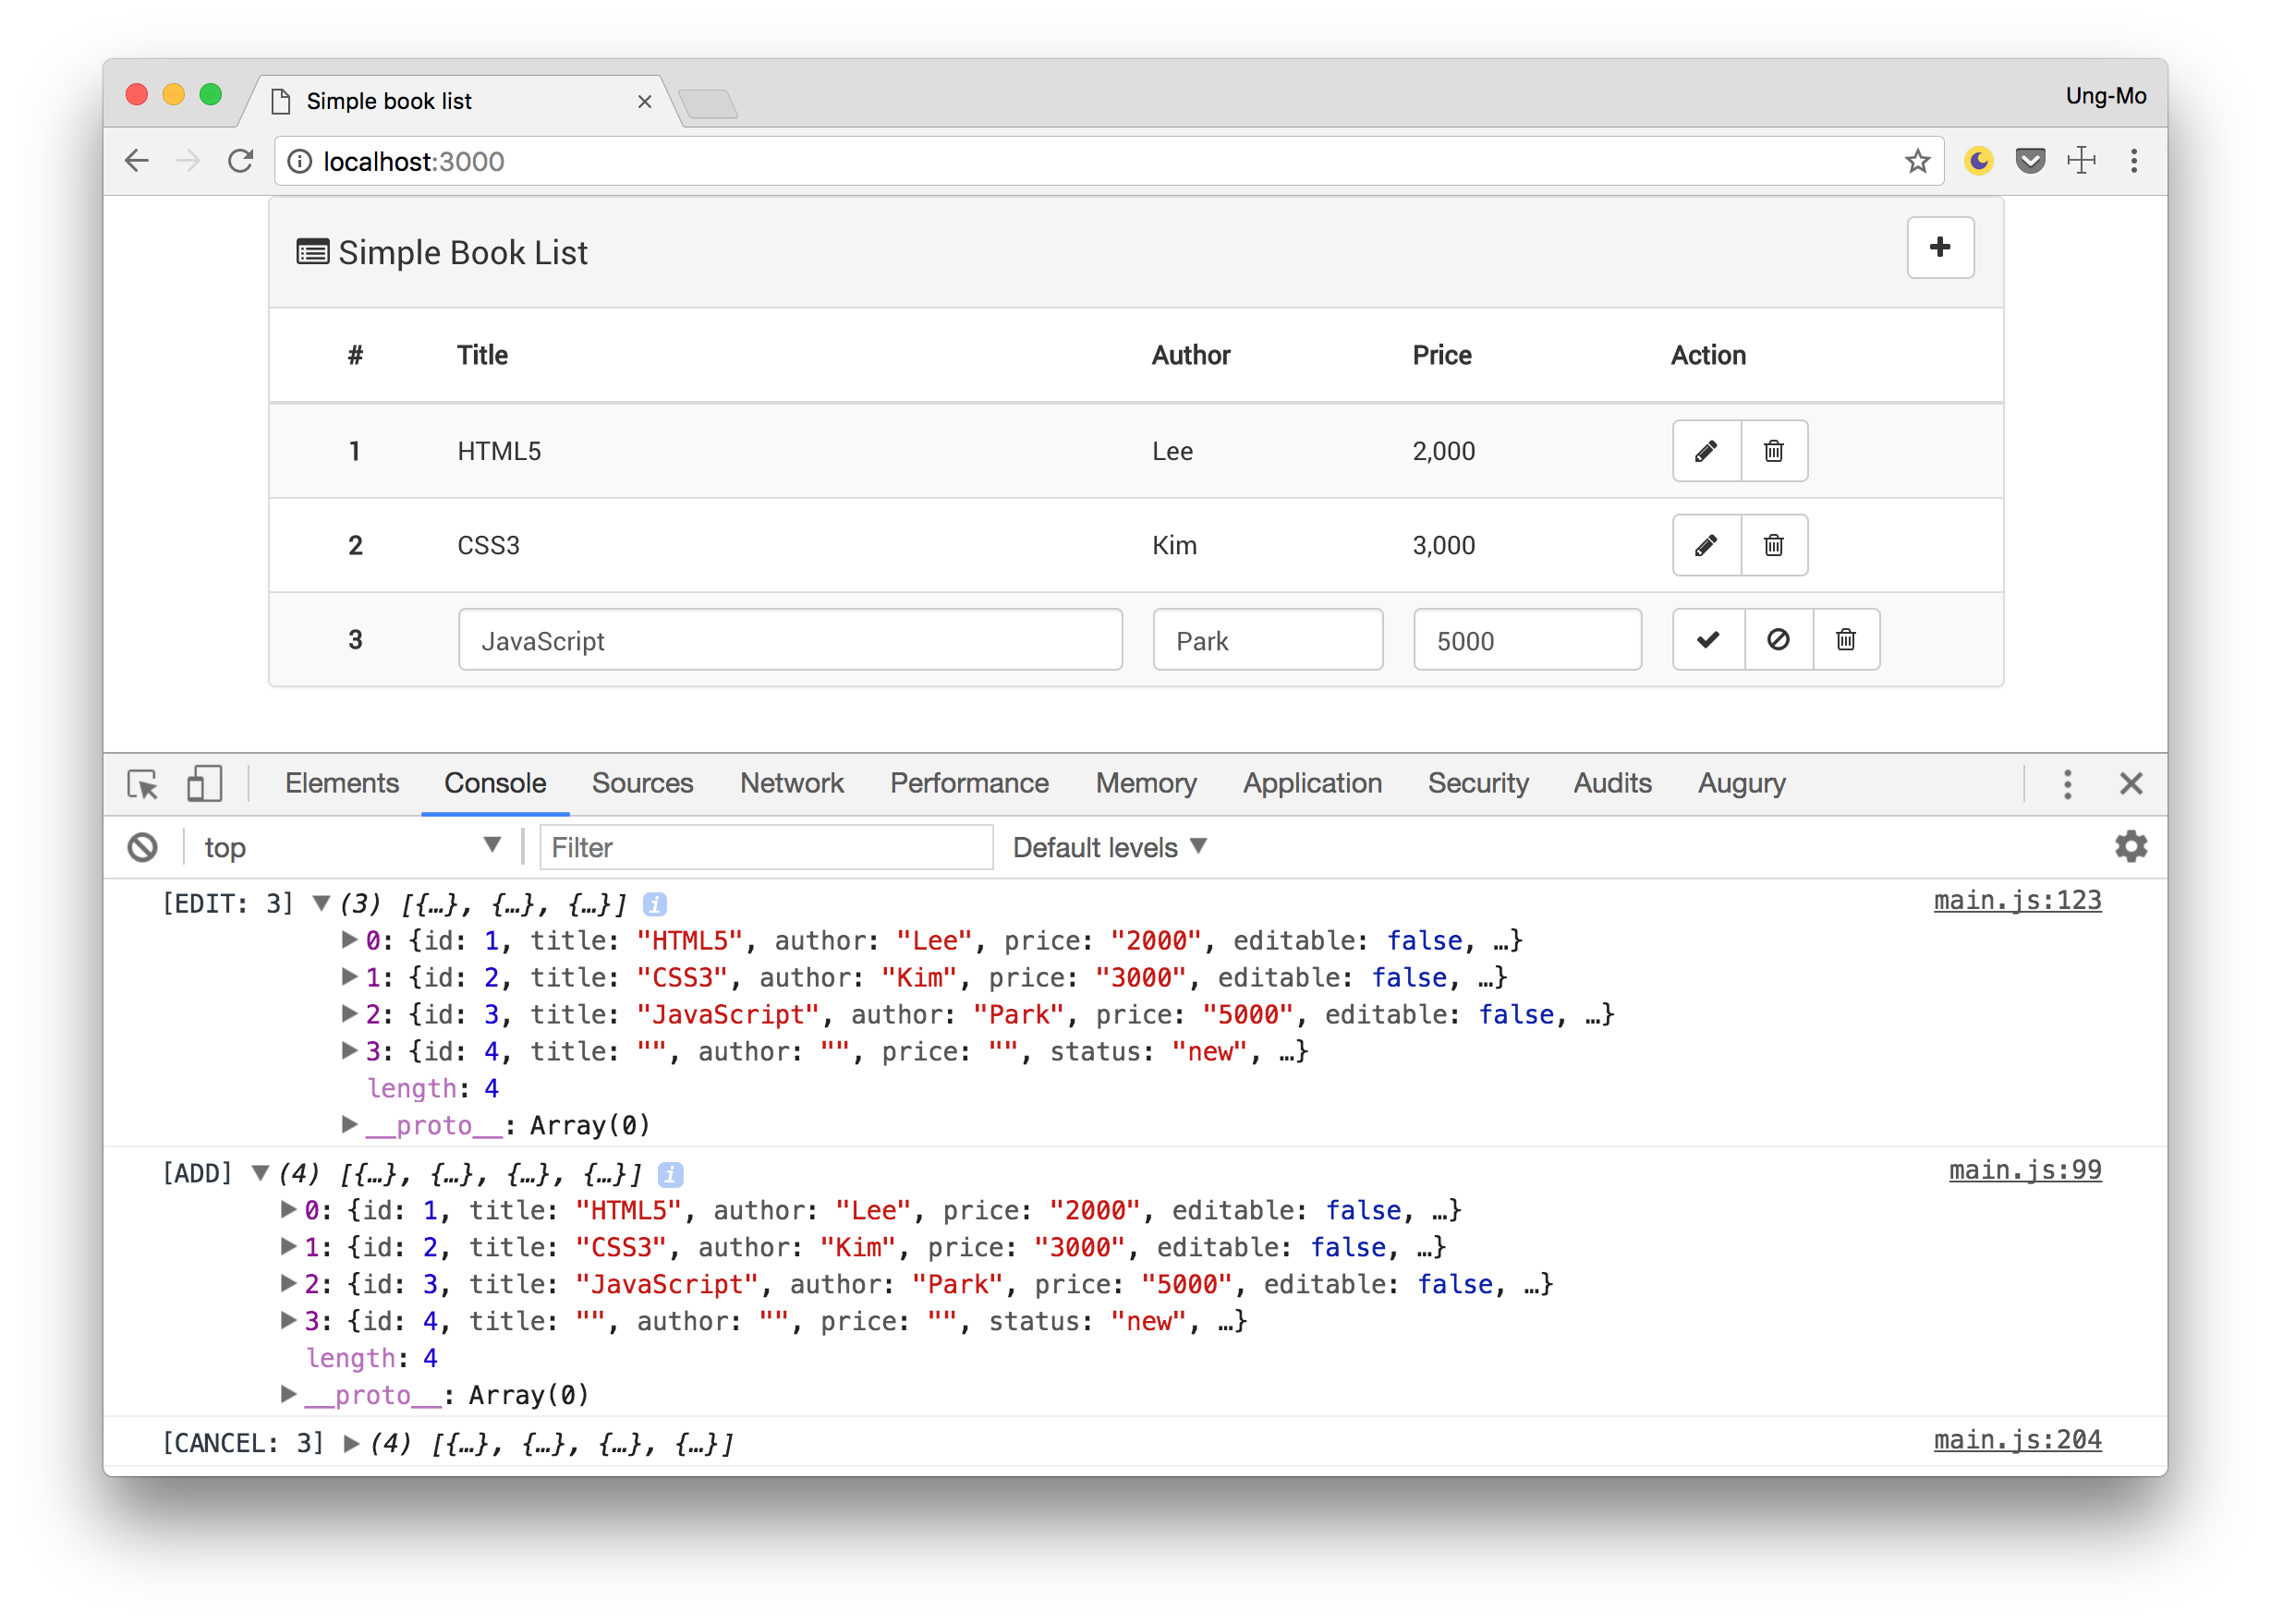 Simple book list
Ung-Mo
localhost:3000
Simple Book List
# Title Author Price Action
1 HTML5 Lee 2,000
2 CSS3 Kim 3,000
3 JavaScript Park 5000
Elements Console Sources Network Performance Memory Application Security Audits Augury
top Filter Default levels
[EDIT: 3] (3) [{…}, {…}, {…}] i main.js:123
0: {id: 1, title: "HTML5", author: "Lee", price: "2000", editable: false, …}
1: {id: 2, title: "CSS3", author: "Kim", price: "3000", editable: false, …}
2: {id: 3, title: "JavaScript", author: "Park", price: "5000", editable: false, …}
3: {id: 4, title: "", author: "", price: "", status: "new", …}
length: 4
__proto__: Array(0)
[ADD] (4) [{…}, {…}, {…}, {…}] i main.js:99
0: {id: 1, title: "HTML5", author: "Lee", price: "2000", editable: false, …}
1: {id: 2, title: "CSS3", author: "Kim", price: "3000", editable: false, …}
2: {id: 3, title: "JavaScript", author: "Park", price: "5000", editable: false, …}
3: {id: 4, title: "", author: "", price: "", status: "new", …}
length: 4
__proto__: Array(0)
[CANCEL: 3] (4) [{…}, {…}, {…}, {…}] main.js:204